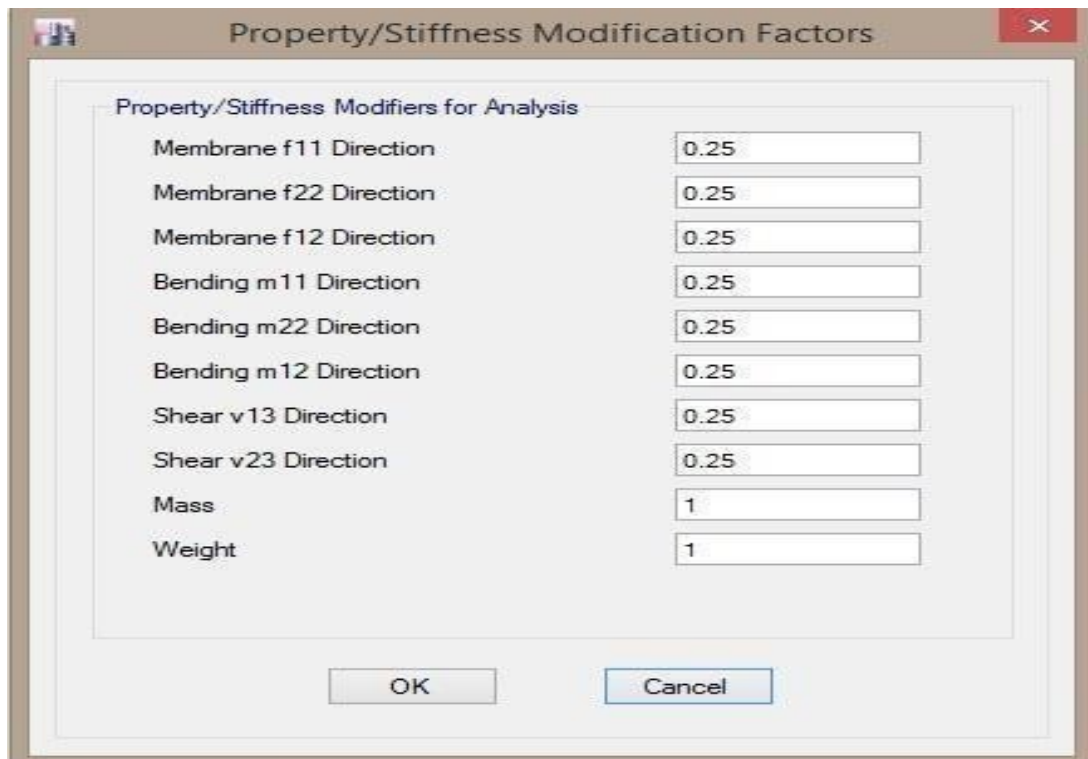 Property/Stiffness Modification Factors
Property/Stiffness Modifiers for Analysis
Membrane f11 Direction 0.25
Membrane f22 Direction 0.25
Membrane f12 Direction 0.25
Bending m11 Direction 0.25
Bending m22 Direction 0.25
Bending m12 Direction 0.25
Shear v13 Direction 0.25
Shear v23 Direction 0.25
Mass 1
Weight 1
OK Cancel